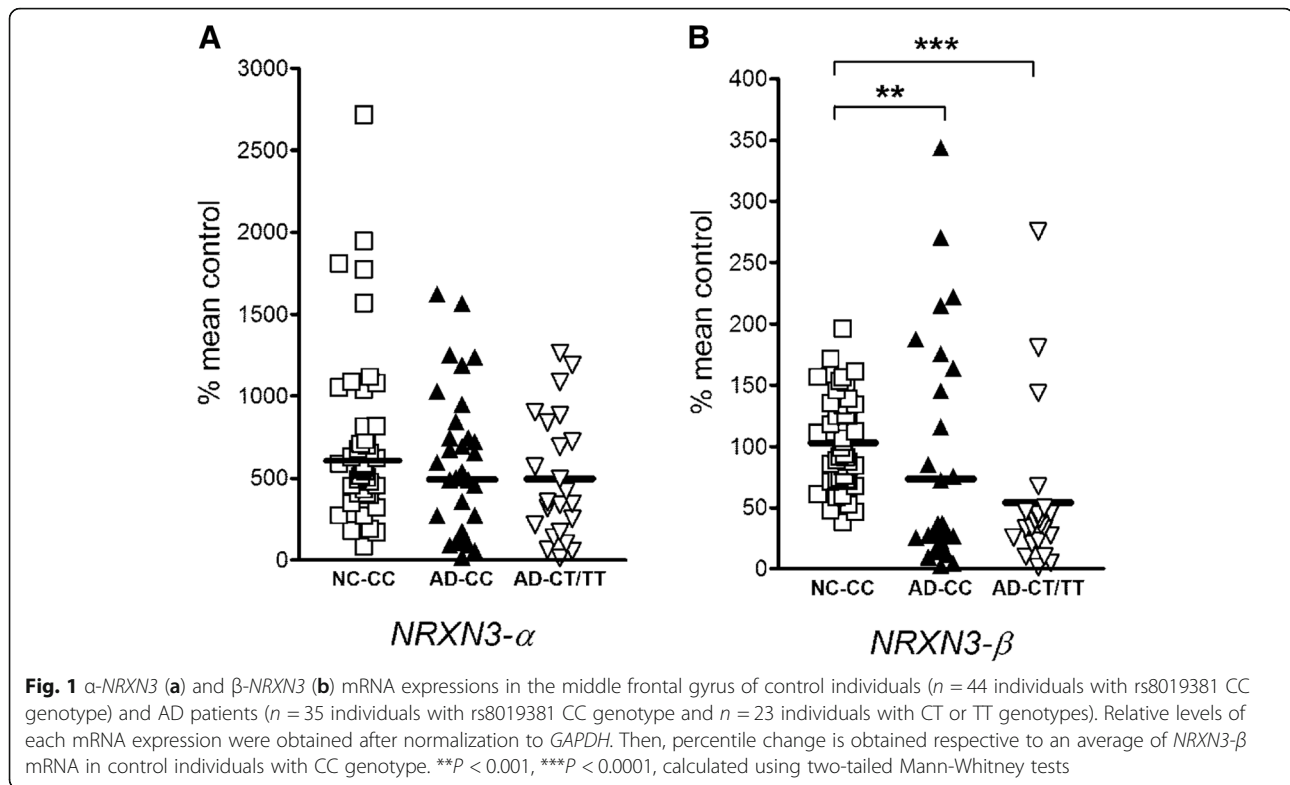 A
B
3000
2500
2000
1500
1000
500
0
% mean control
NC-CC AD-CC AD-CT/TT
NRXN3-α
***
**
400
350
300
250
200
150
100
50
0
% mean control
NC-CC AD-CC AD-CT/TT
NRXN3-β
Fig. 1 α-NRXN3 (a) and β-NRXN3 (b) mRNA expressions in the middle frontal gyrus of control individuals (n = 44 individuals with rs8019381 CC
genotype) and AD patients (n = 35 individuals with rs8019381 CC genotype and n = 23 individuals with CT or TT genotypes). Relative levels of
each mRNA expression were obtained after normalization to GAPDH. Then, percentile change is obtained respective to an average of NRXN3-β
mRNA in control individuals with CC genotype. **P < 0.001, ***P < 0.0001, calculated using two-tailed Mann-Whitney tests